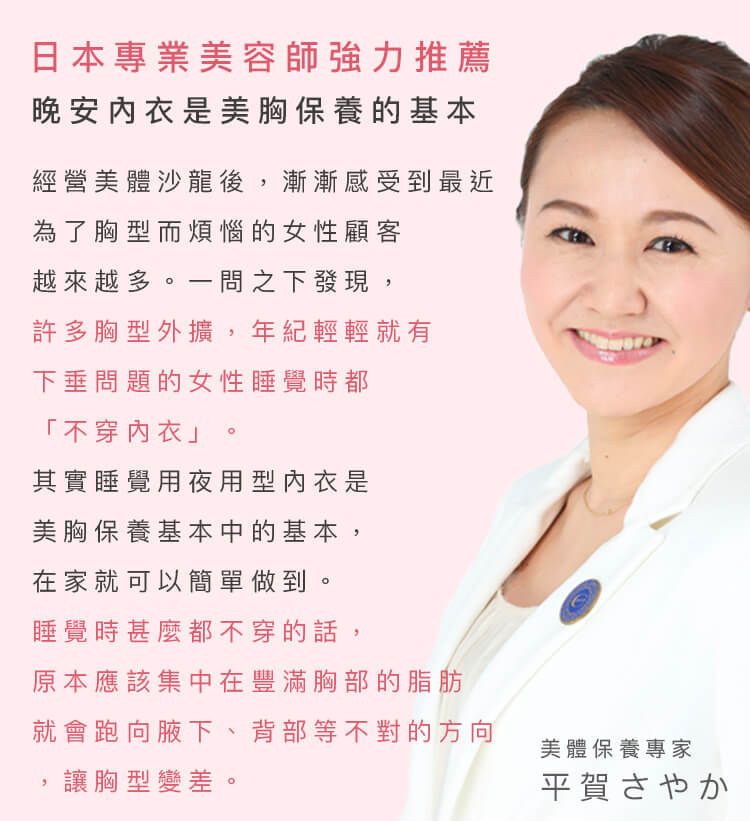 日本專業美容師強力推薦
晚安內衣是美胸保養的基本
經營美體沙龍後，漸漸感受到最近
為了胸型而煩惱的女性顧客
越來越多。一問之下發現，
許多胸型外擴，年紀輕輕就有
下垂問題的女性睡覺時都
「不穿內衣」。
其實睡覺用夜用型內衣是
美胸保養基本中的基本，
在家就可以簡單做到。
睡覺時甚麼都不穿的話，
原本應該集中在豐滿胸部的脂肪
就會跑向腋下、背部等不對的方向
，讓胸型變差。
美體保養專家
平賀さやか